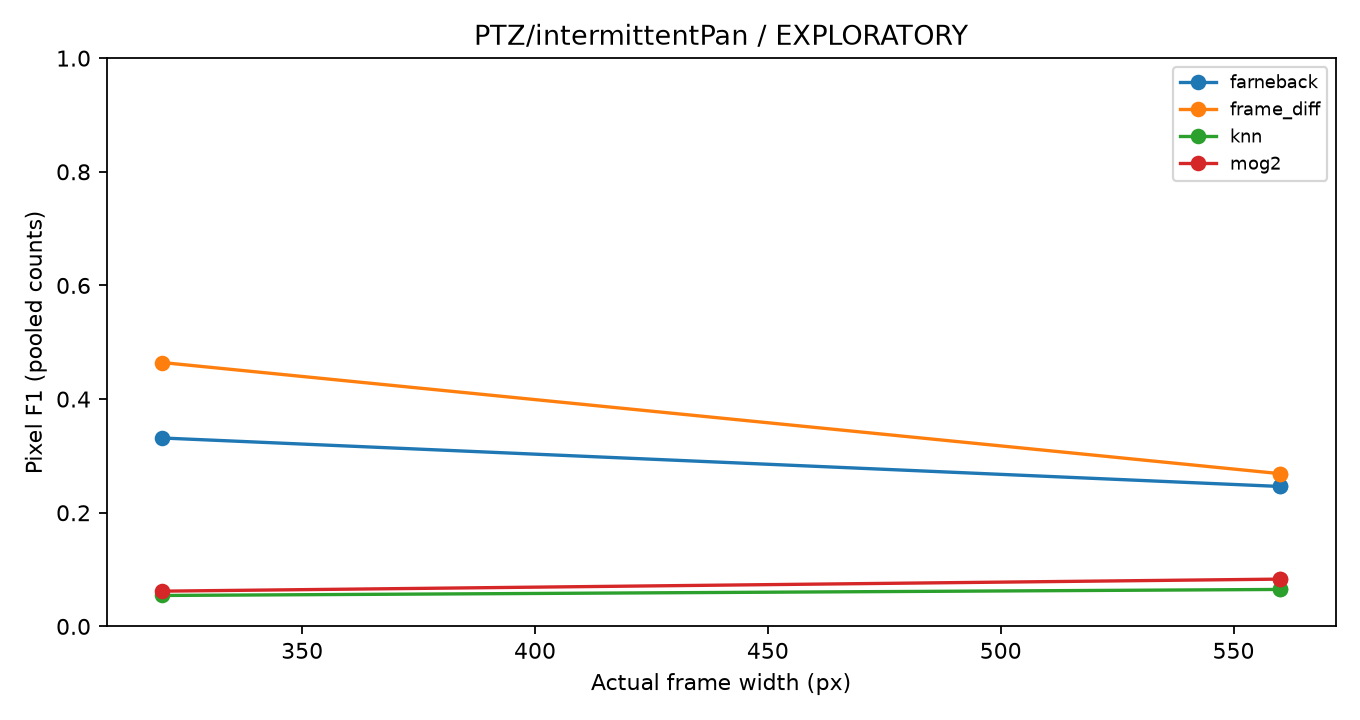 PTZ/intermittentPan / EXPLORATORY
farneback
frame_diff
knn
mog2
Pixel F1 (pooled counts)
1.0
0.8
0.6
0.4
0.2
0.0
350 400 450 500 550
Actual frame width (px)